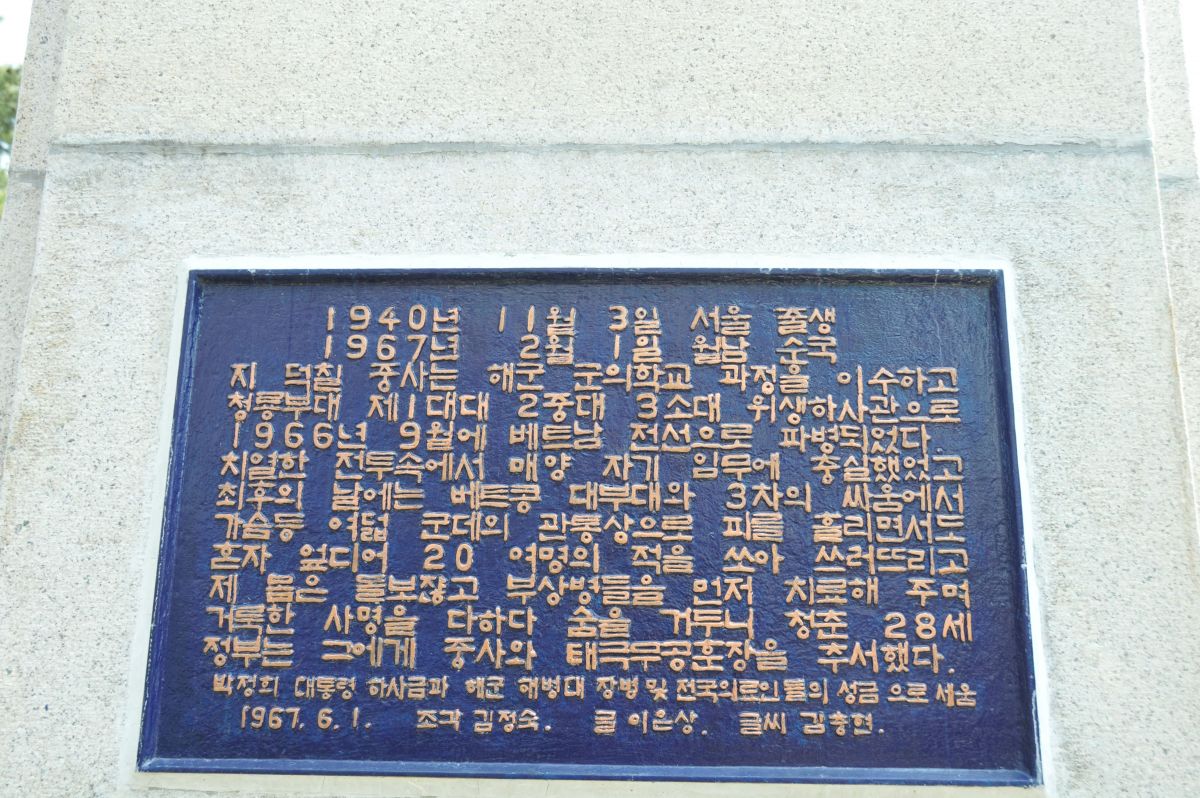 1940년 11월 3일 서울 출생
1967년 2월 1일 월남 순국
지 덕칠 중사는 해군 군의학교 과정을 이수하고
청룡부대 제1대대 2중대 3소대 위생하사관으로
1966년 9월에 베트남 전선으로 파병되었다.
치열한 전투속에서 매양 자기 임무에 충실했었고
최후의 날에는 베트콩 대부대와 3차의 싸움에서
가슴등 여덟 군데의 관통상으로 피를 흘리면서도
혼자 엎디어 20 여명의 적을 쏘아 쓰러뜨리고
제 몸은 돌보쟎고 부상병들을 먼저 치료해 주며
거룩한 사명을 다하다 숨을 거두니 청춘 28세
정부는 그에게 중사와 태극무공훈장을 추서했다.
박정희 대통령 하사금과 해군 해병대 장병 및 전국의료인들의 성금 으로 세움
1967. 6. 1. 조각 김정숙. 글 이은상. 글씨 김충현.